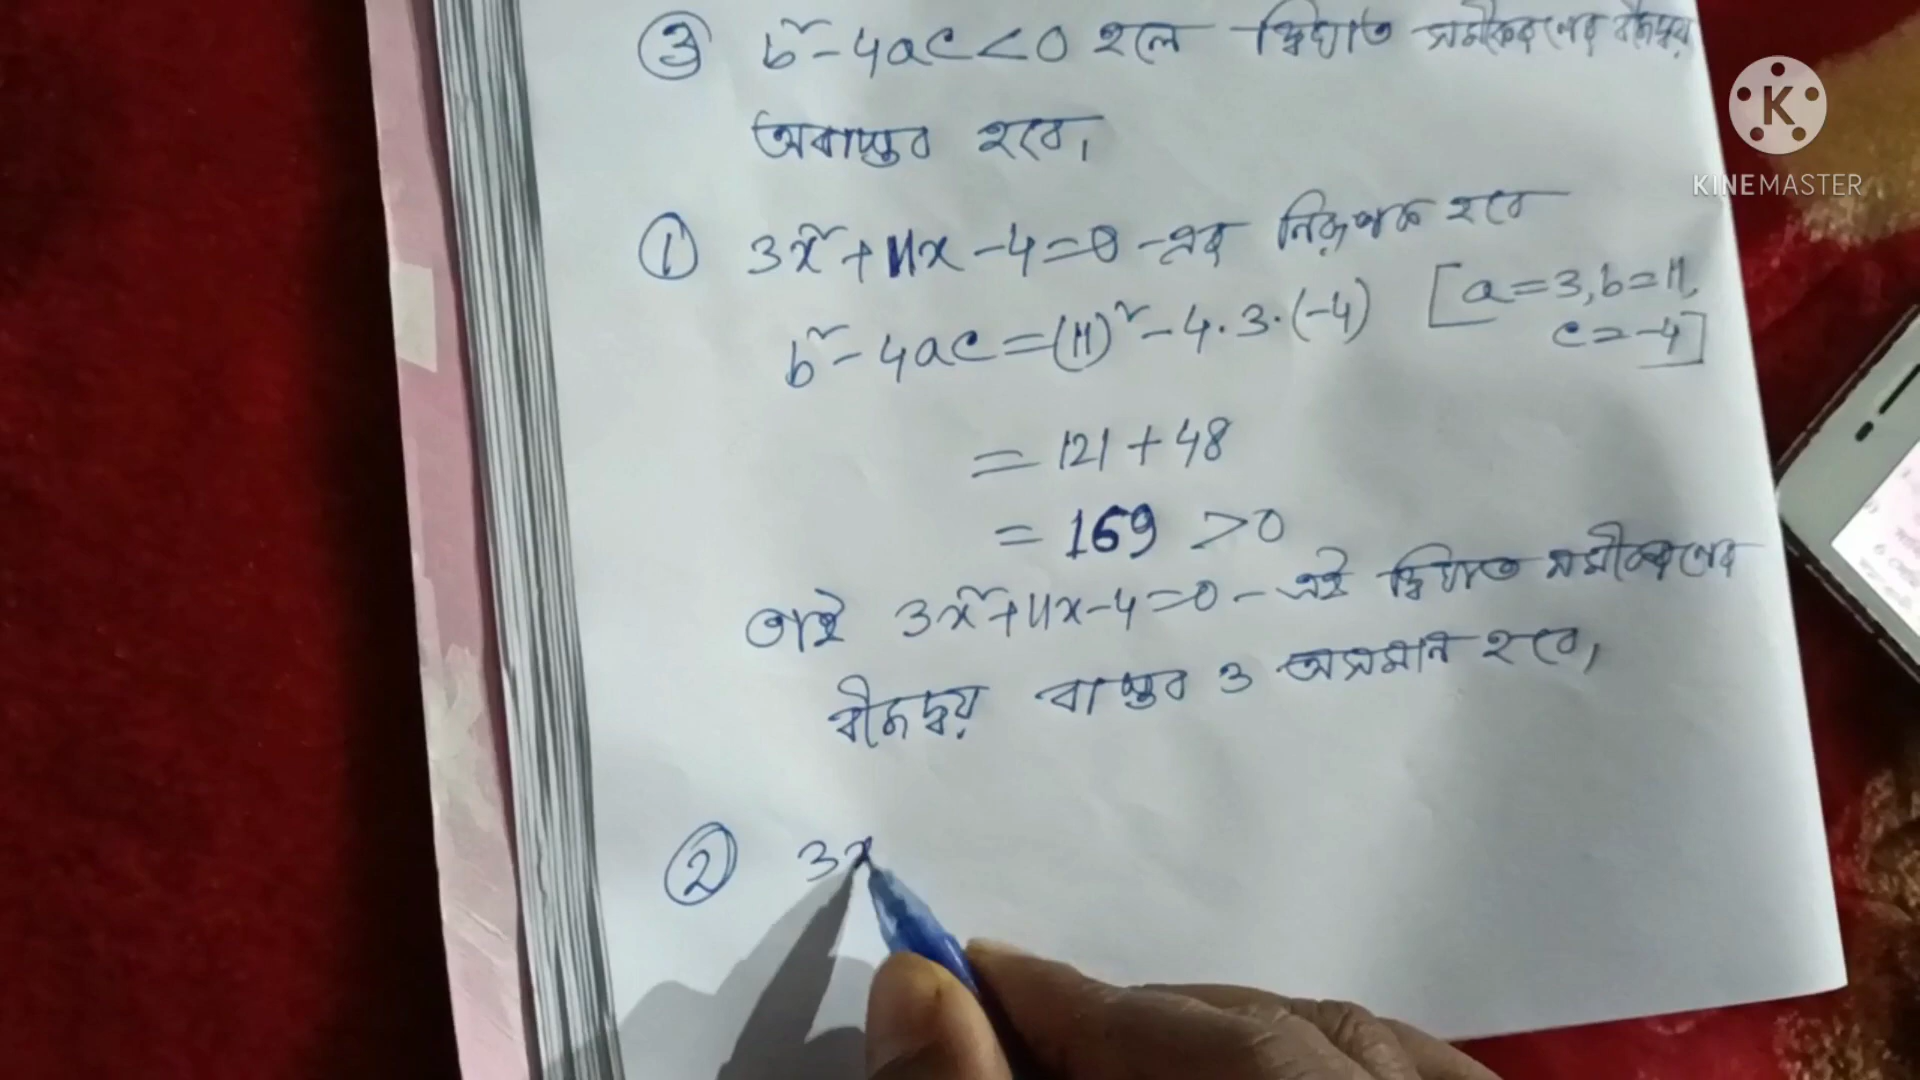 ③ b² - 4ac < 0 হলে দ্বিঘাত সমীকরণের বীজদ্বয়
অবাস্তব হবে।
① 3x² + 11x - 4 = 0 -এর নিরূপক হবে
b² - 4ac = (11)² - 4·3·(-4) [a = 3, b = 11,
c = -4]
= 121 + 48
= 169 > 0
তাই 3x² + 11x - 4 = 0 - এই দ্বিঘাত সমীকরণের
বীজদ্বয় বাস্তব ও অসমান হবে,
② 3x
K
KINEMASTER